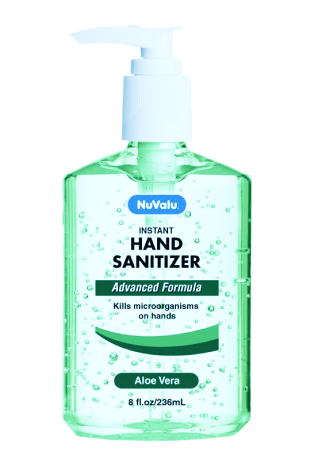 NuValu.
INSTANT
HAND
SANITIZER
Advanced Formula
Kills microorganisms
on hands
Aloe Vera
8 fl.oz/236mL